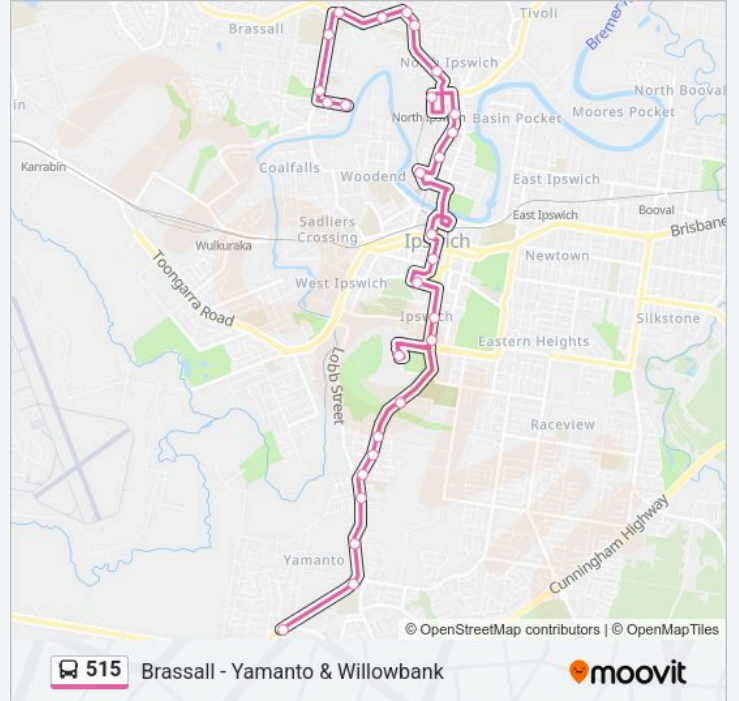 Brassall
Tivoli
Bremer
North Ipswich
North Booval
North Ipswich
Basin Pocket
Moores Pocket
in
Karrabin
Coalfalls
Woodend
East Ipswich
Sadliers
Crossing
East Ipswich
Booval
Brisbane
Ipswich
Wulkuraka
Newtown
Toongarra Road
West Ipswich
Ipswich
Silkstone
Eastern Heights
Lobb Street
Raceview
Cunningham Highway
Yamanto
© OpenStreetMap contributors | © OpenMapTiles
515 Brassall - Yamanto & Willowbank
moovit